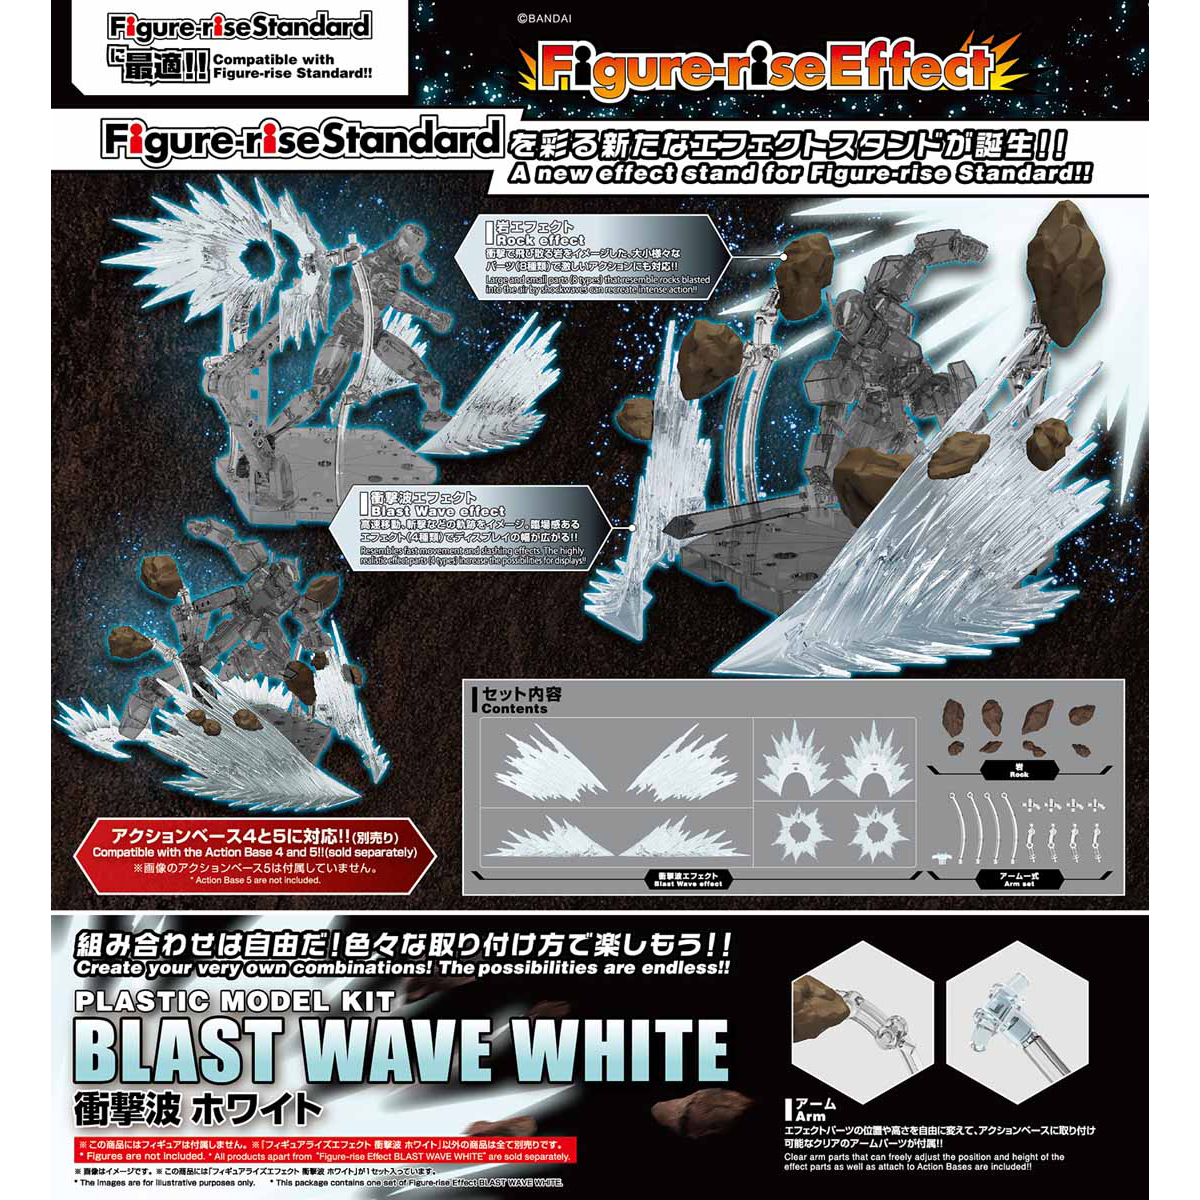 Figure-riseStandard
に最適!!
Compatible with
Figure-rise Standard!!
©BANDAI
Figure-riseEffect
Figure-riseStandardを彩る新たなエフェクトスタンドが誕生!!
A new effect stand for Figure-rise Standard!!
岩エフェクト
Rock effect
衝撃で飛び散る岩をイメージした、大小様々な
パーツ(8種類)で激しいアクションにも対応!!
Large and small parts (8 types) that resemble rocks blasted
into the air by shockwaves can recreate intense action!!
衝撃波エフェクト
Blast Wave effect
高速移動、斬撃などの軌跡をイメージ。臨場感ある
エフェクト(4種類)でディスプレイの幅が広がる!!
Resembles fast movement and slashing effects. The highly
realistic effect parts (4 types) increase the possibilities for displays!!
セット内容
Contents
岩
Rock
衝撃波エフェクト
Blast Wave effect
アーム一式
Arm set
アクションベース4と5に対応!!(別売り)
Compatible with the Action Base 4 and 5!!(sold separately)
※画像のアクションベース5は付属していません。
* Action Base 5 are not included.
組み合わせは自由だ!色々な取り付け方で楽しもう!!
Create your very own combinations! The possibilities are endless!!
PLASTIC MODEL KIT
BLAST WAVE WHITE
衝撃波 ホワイト
※この商品にはフィギュアは付属しません。※「フィギュアライズエフェクト 衝撃波 ホワイト」以外の商品は全て別売りです。
* Figures are not included. * All products apart from "Figure-rise Effect BLAST WAVE WHITE" are sold separately.
※画像はイメージです。※この商品には「フィギュアライズエフェクト 衝撃波 ホワイト」が1セット入っています。
* The images are for illustrative purposes only. * This package contains one set of Figure-rise Effect BLAST WAVE WHITE.
アーム
Arm
エフェクトパーツの位置や高さを自由に変えて、アクションベースに取り付け
可能なクリアのアームパーツが付属!!
Clear arm parts that can freely adjust the position and height of the
effect parts as well as attach to Action Bases are included!!